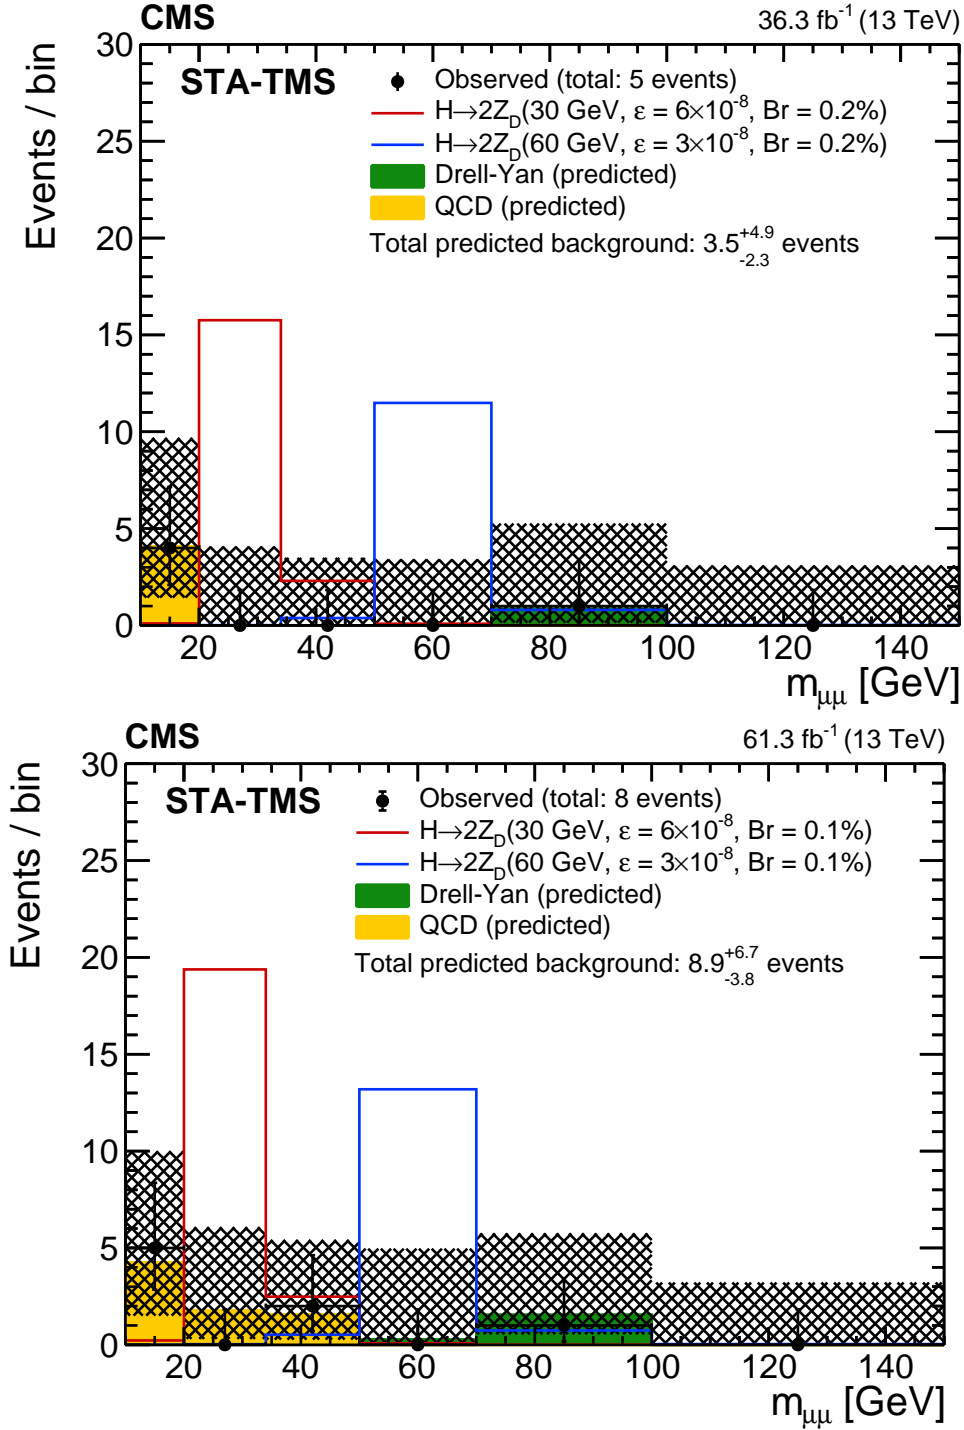 CMS 36.3 fb⁻¹ (13 TeV)
30
STA-TMS
Observed (total: 5 events)
H→2Z_D(30 GeV, ε = 6×10⁻⁸, Br = 0.2%)
H→2Z_D(60 GeV, ε = 3×10⁻⁸, Br = 0.2%)
Drell-Yan (predicted)
QCD (predicted)
Total predicted background: 3.5 +4.9 -2.3 events
Events / bin
25
20
15
10
5
0
20 40 60 80 100 120 140
m_μμ [GeV]
CMS 61.3 fb⁻¹ (13 TeV)
30
STA-TMS
Observed (total: 8 events)
H→2Z_D(30 GeV, ε = 6×10⁻⁸, Br = 0.1%)
H→2Z_D(60 GeV, ε = 3×10⁻⁸, Br = 0.1%)
Drell-Yan (predicted)
QCD (predicted)
Total predicted background: 8.9 +6.7 -3.8 events
Events / bin
25
20
15
10
5
0
20 40 60 80 100 120 140
m_μμ [GeV]